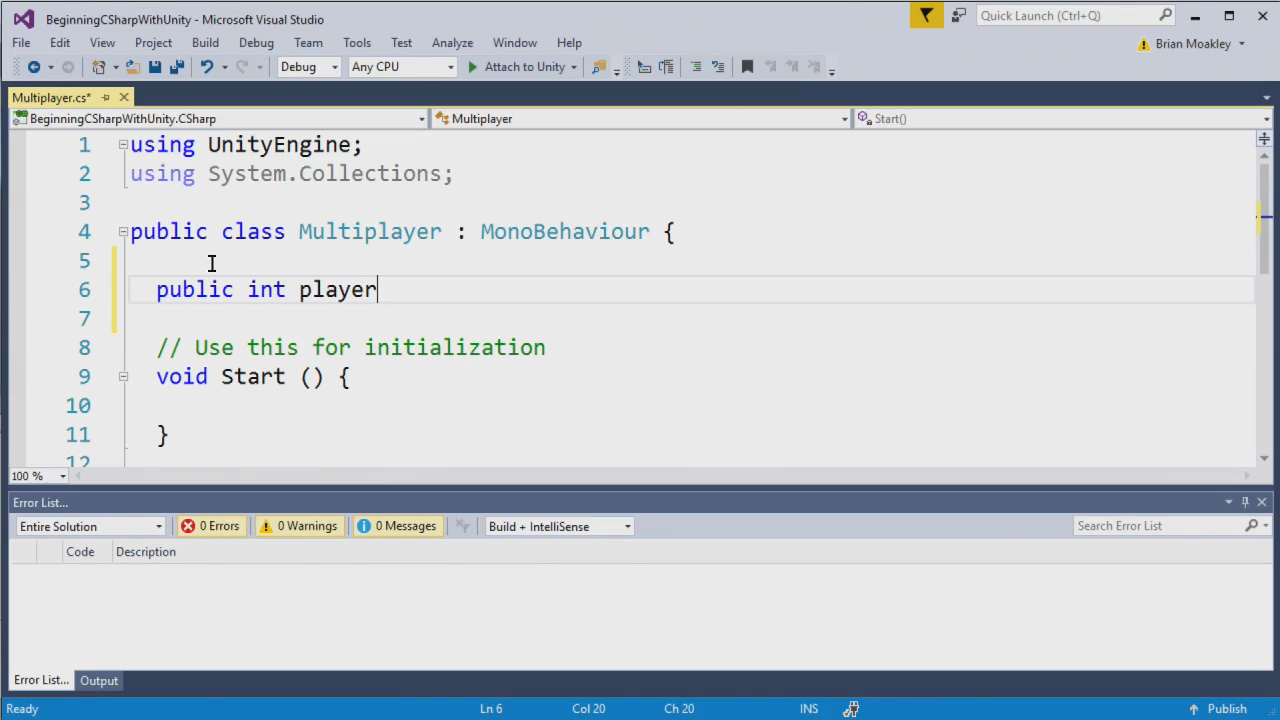 BeginningCSharpWithUnity - Microsoft Visual Studio
Quick Launch (Ctrl+Q)
File Edit View Project Build Debug Team Tools Test Analyze Window Help
Brian Moakley
Debug Any CPU Attach to Unity
Multiplayer.cs*
BeginningCSharpWithUnity.CSharp Multiplayer Start()
1 using UnityEngine;
2 using System.Collections;
3
4 public class Multiplayer : MonoBehaviour {
5
6 public int player
7
8 // Use this for initialization
9 void Start () {
10
11 }
12
100 %
Error List...
Entire Solution 0 Errors 0 Warnings 0 Messages Build + IntelliSense Search Error List
Code Description
Error List... Output
Ready Ln 6 Col 20 Ch 20 INS Publish